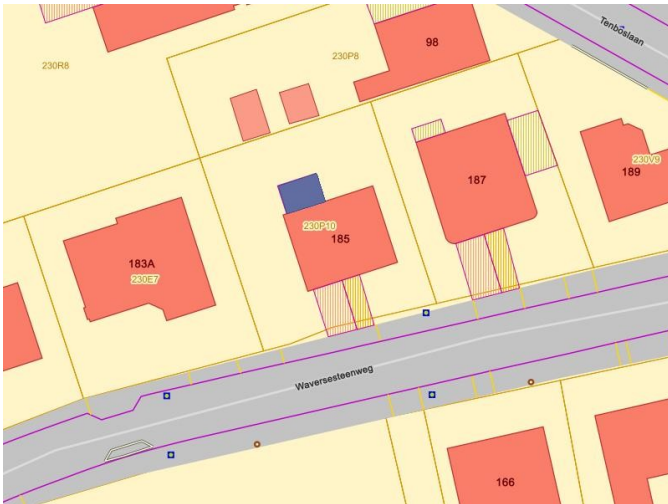 Tenboslaan
98
230P8
230R8
187
230V9
189
230P10
185
183A
230E7
Waversesteenweg
166